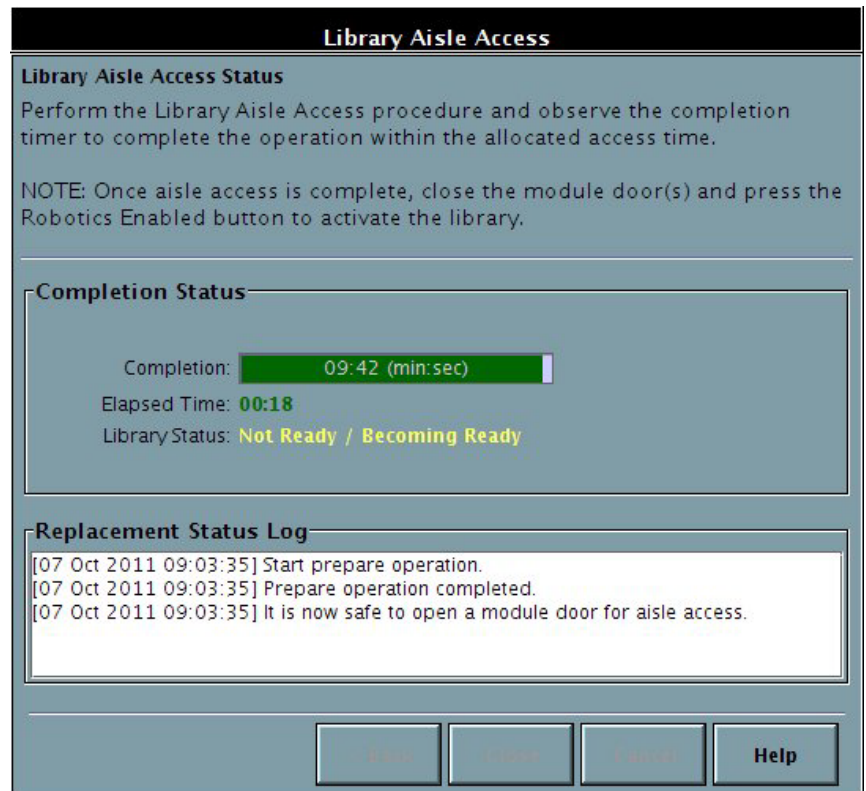 Library Aisle Access
Library Aisle Access Status
Perform the Library Aisle Access procedure and observe the completion
timer to complete the operation within the allocated access time.
NOTE: Once aisle access is complete, close the module door(s) and press the
Robotics Enabled button to activate the library.
Completion Status
Completion: 09:42 (min:sec)
Elapsed Time: 00:18
Library Status: Not Ready / Becoming Ready
Replacement Status Log
[07 Oct 2011 09:03:35] Start prepare operation.
[07 Oct 2011 09:03:35] Prepare operation completed.
[07 Oct 2011 09:03:35] It is now safe to open a module door for aisle access.
Help